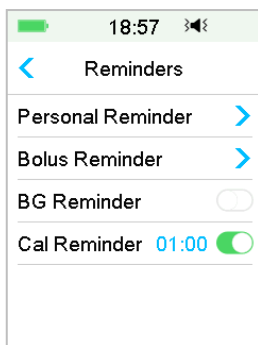 18:57
Reminders
Personal Reminder
Bolus Reminder
BG Reminder
Cal Reminder 01:00